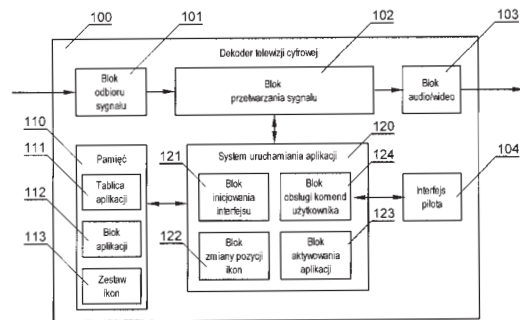 100
101
102
103
Dekoder telewizji cyfrowej
Blok
odbioru
sygnału
Blok
przetwarzania sygnału
Blok
audio/wideo
110
111
112
113
Pamięć
Tablica
aplikacji
Blok
aplikacji
Zestaw
ikon
System uruchamiania aplikacji
120
121
124
Blok
inicjowania
interfejsu
Blok
obsługi komend
użytkownika
122
123
Blok
zmiany pozycji
ikon
Blok
aktywowania
aplikacji
104
Interfejs
pilota